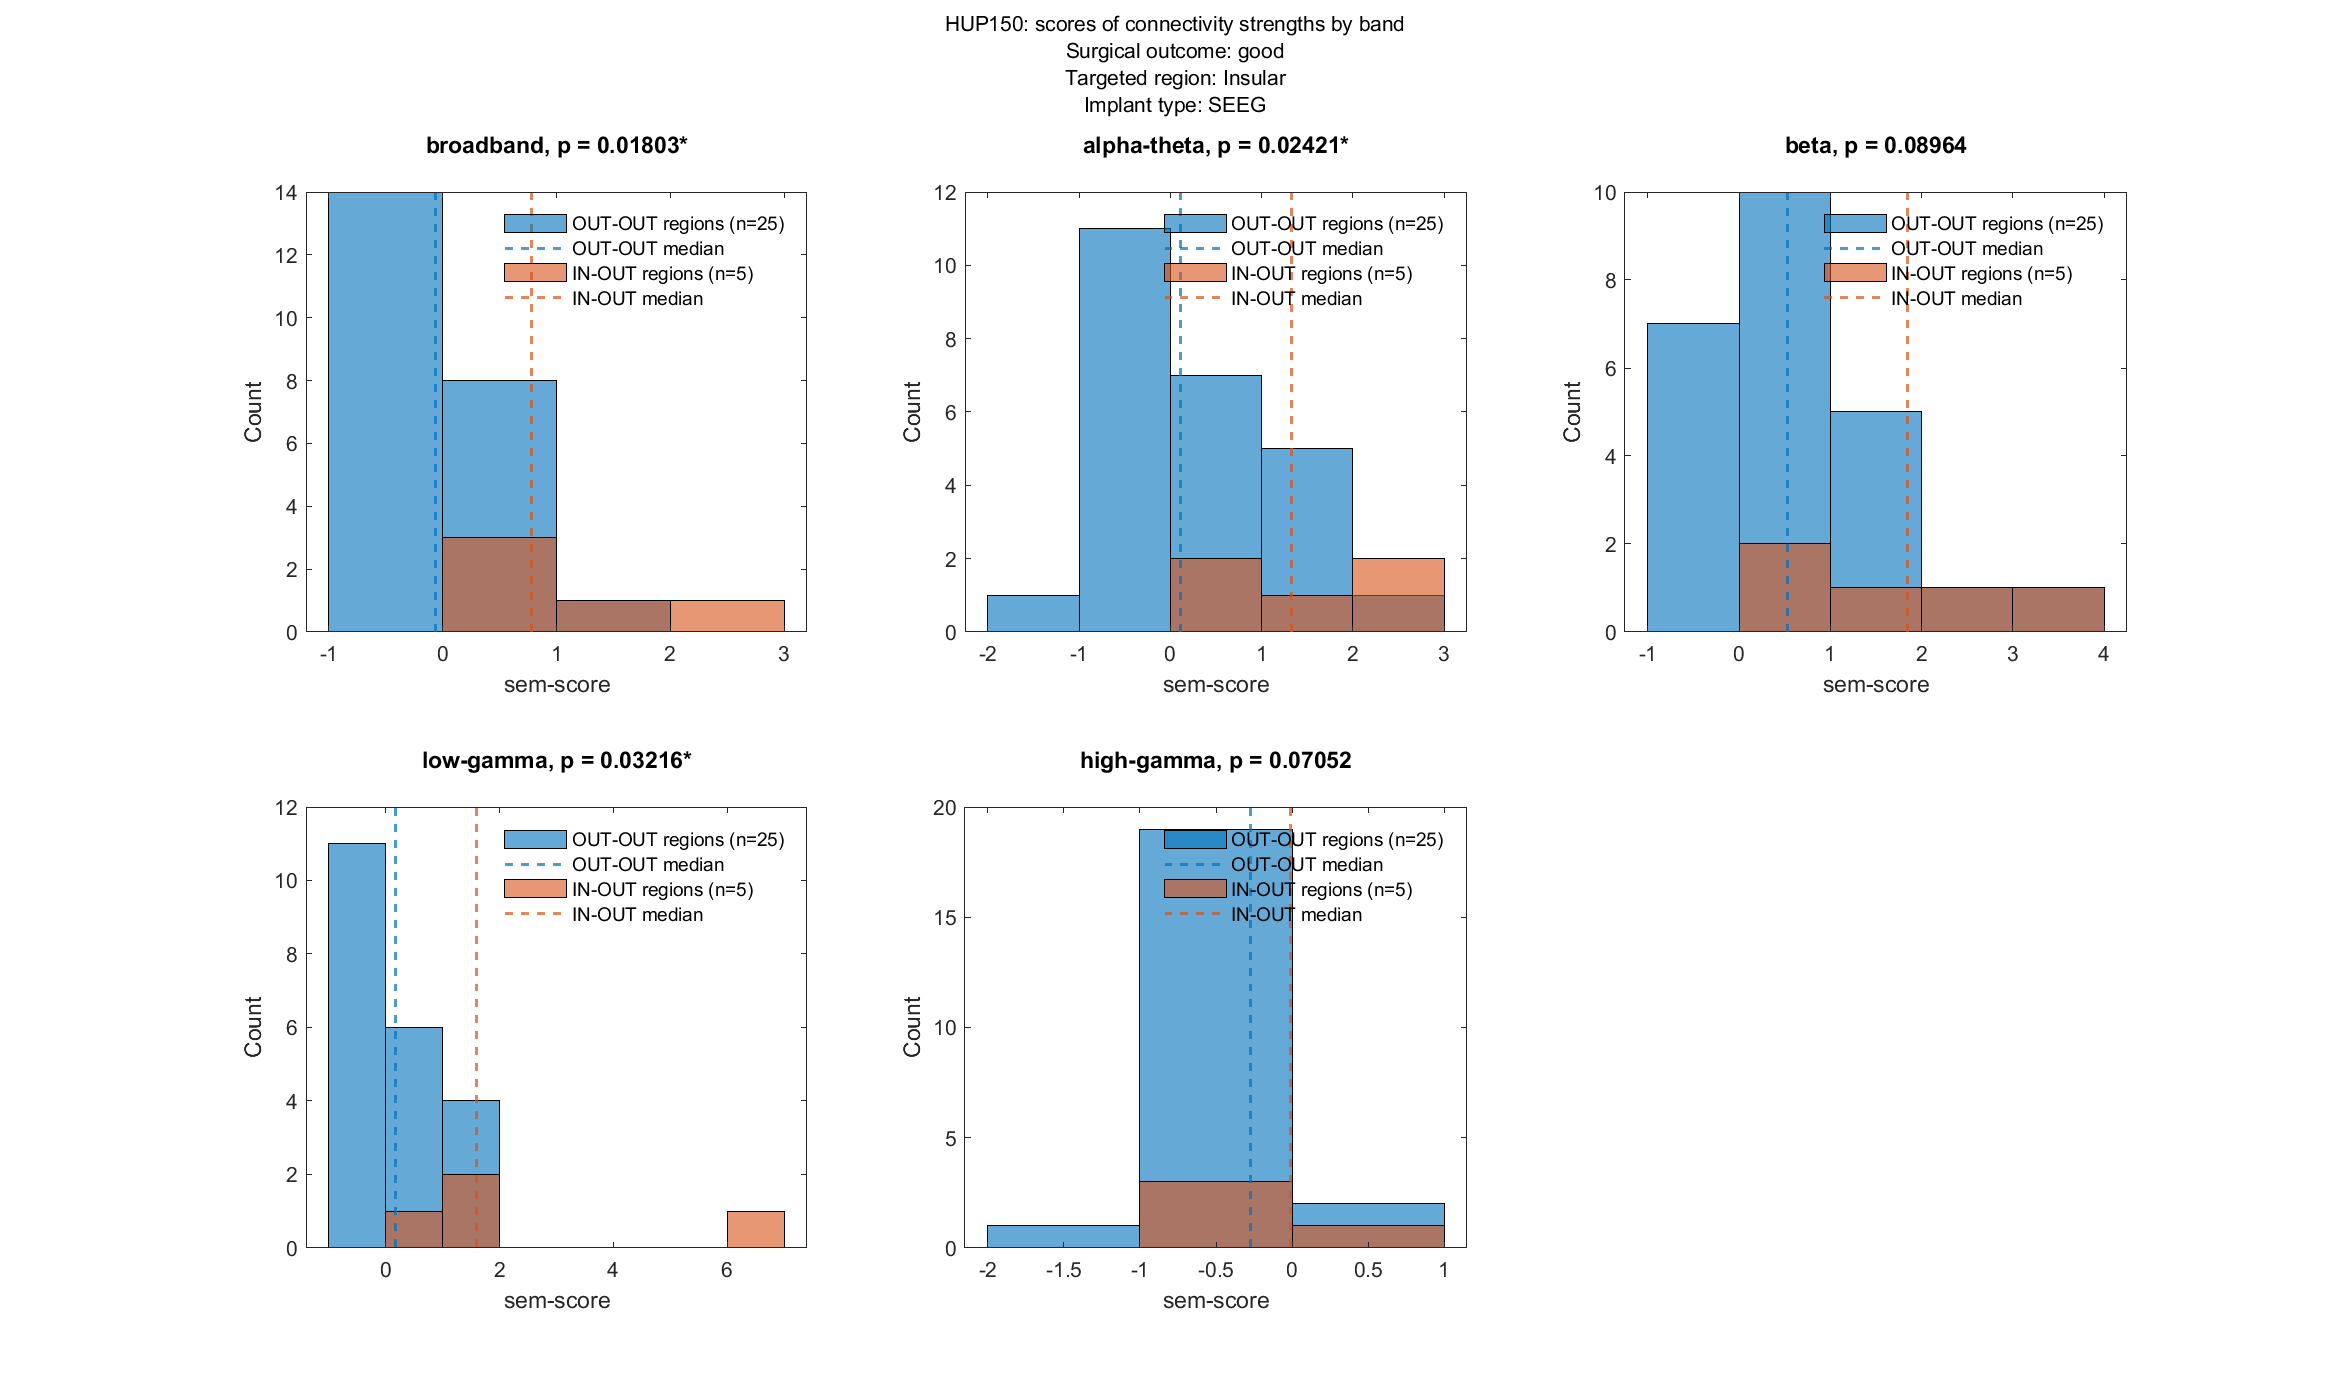 HUP150: scores of connectivity strengths by band
Surgical outcome: good
Targeted region: Insular
Implant type: SEEG
broadband, p = 0.01803*
14
12
10
8
6
4
2
0
Count
-1 0 1 2 3
sem-score
OUT-OUT regions (n=25)
OUT-OUT median
IN-OUT regions (n=5)
IN-OUT median
alpha-theta, p = 0.02421*
12
10
8
6
4
2
0
Count
-2 -1 0 1 2 3
sem-score
OUT-OUT regions (n=25)
OUT-OUT median
IN-OUT regions (n=5)
IN-OUT median
beta, p = 0.08964
10
8
6
4
2
0
Count
-1 0 1 2 3 4
sem-score
OUT-OUT regions (n=25)
OUT-OUT median
IN-OUT regions (n=5)
IN-OUT median
low-gamma, p = 0.03216*
12
10
8
6
4
2
0
Count
0 2 4 6
sem-score
OUT-OUT regions (n=25)
OUT-OUT median
IN-OUT regions (n=5)
IN-OUT median
high-gamma, p = 0.07052
20
15
10
5
0
Count
-2 -1.5 -1 -0.5 0 0.5 1
sem-score
OUT-OUT regions (n=25)
OUT-OUT median
IN-OUT regions (n=5)
IN-OUT median